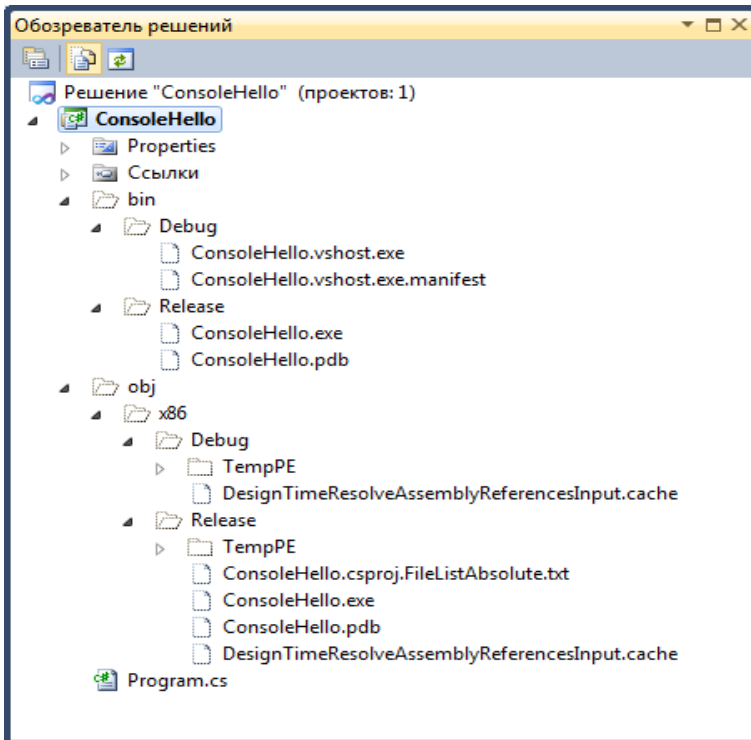 Обозреватель решений
Решение "ConsoleHello" (проектов: 1)
ConsoleHello
Properties
Ссылки
bin
Debug
ConsoleHello.vshost.exe
ConsoleHello.vshost.exe.manifest
Release
ConsoleHello.exe
ConsoleHello.pdb
obj
x86
Debug
TempPE
DesignTimeResolveAssemblyReferencesInput.cache
Release
TempPE
ConsoleHello.csproj.FileListAbsolute.txt
ConsoleHello.exe
ConsoleHello.pdb
DesignTimeResolveAssemblyReferencesInput.cache
Program.cs